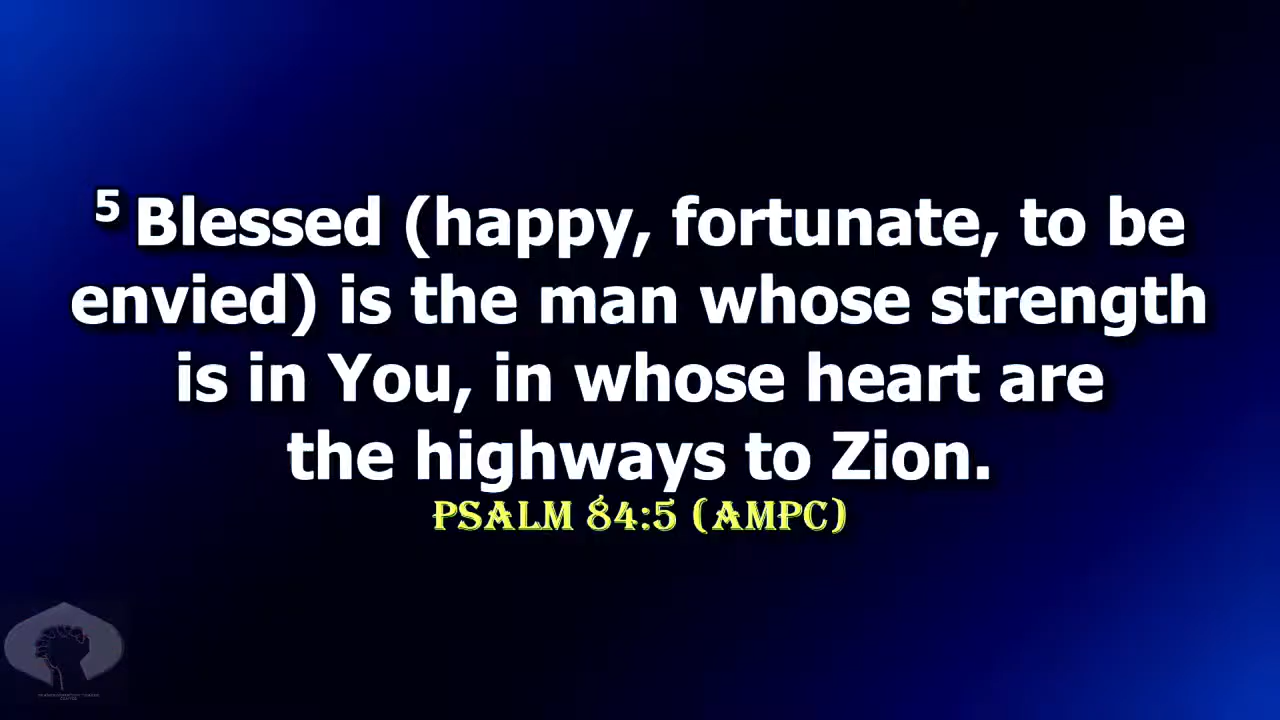 5 Blessed (happy, fortunate, to be
envied) is the man whose strength
is in You, in whose heart are
the highways to Zion.
PSALM 84:5 (AMPC)